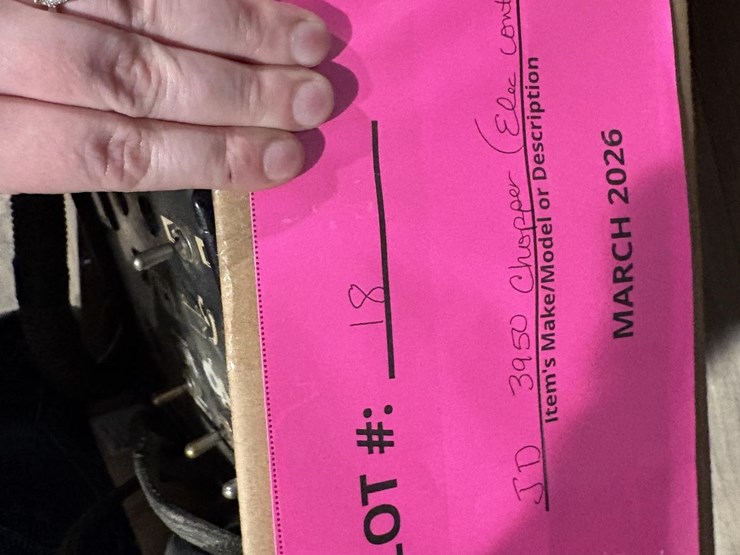 LOT #: 18
JD 3950 Chopper (Elec cont
Item's Make/Model or Description
MARCH 2026